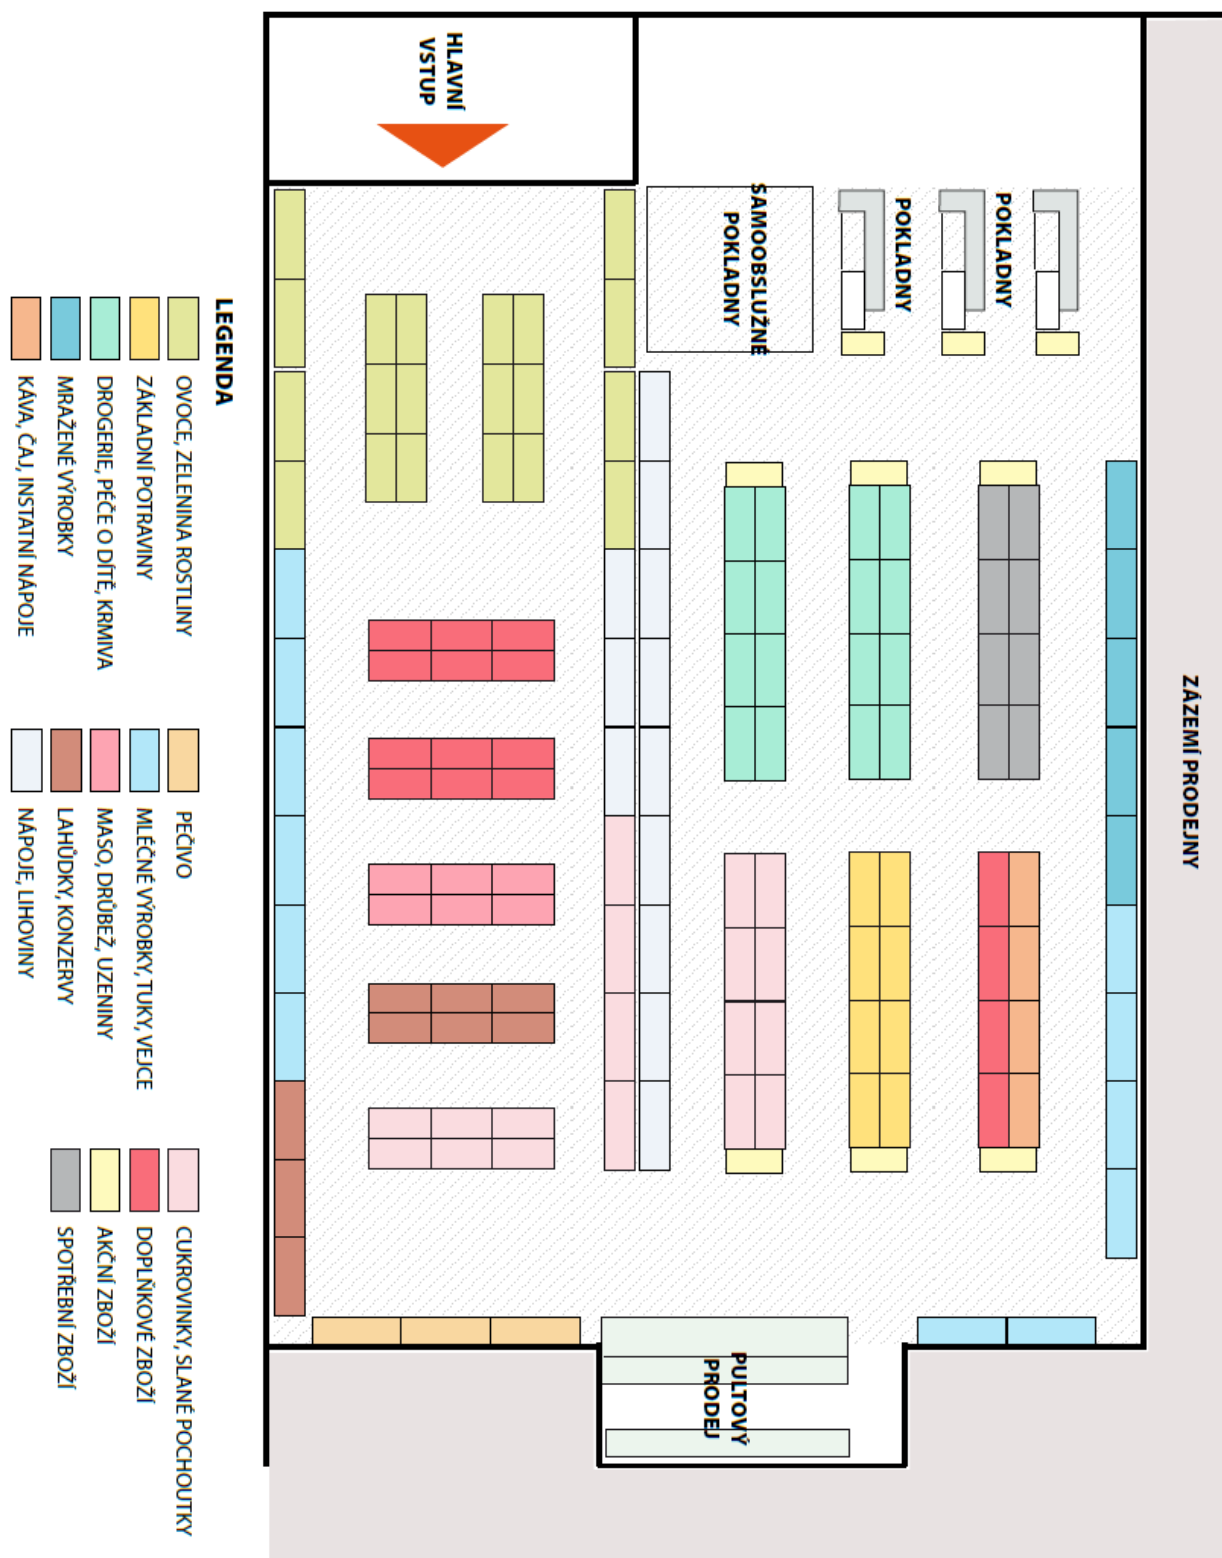 HLAVNÍ
VSTUP
SAMOOBSLUŽNÉ
POKLADNY
POKLADNY
POKLADNY
ZÁZEMÍ PRODEJNY
PULTOVÝ
PRODEJ
LEGENDA
OVOCE, ZELENINA ROSTLINY
ZÁKLADNÍ POTRAVINY
DROGERIE, PÉČE O DÍTĚ, KRMIVA
MRAŽENÉ VÝROBKY
KÁVA, ČAJ, INSTATNÍ NÁPOJE
PEČIVO
MLÉČNÉ VÝROBKY, TUKY, VEJCE
MASO, DRŮBEŽ, UZENINY
LAHŮDKY, KONZERVY
NÁPOJE, LIHOVINY
CUKROVINKY, SLANÉ POCHOUTKY
DOPLŇKOVÉ ZBOŽÍ
AKČNÍ ZBOŽÍ
SPOTŘEBNÍ ZBOŽÍ